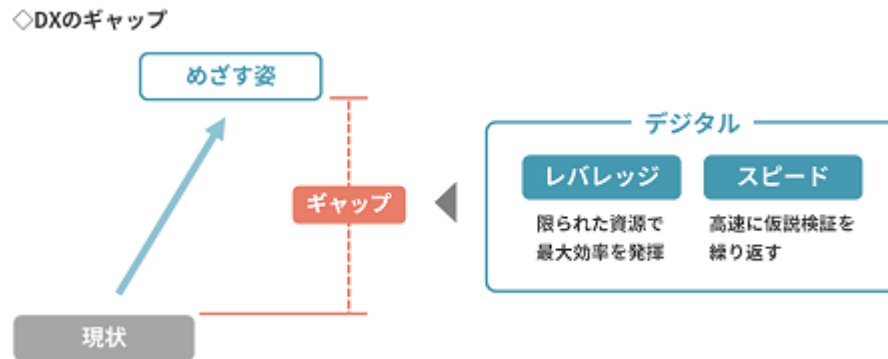 ◇DXのギャップ
めざす姿
ギャップ
現状
デジタル
レバレッジ
限られた資源で
最大効率を発揮
スピード
高速に仮説検証を
繰り返す